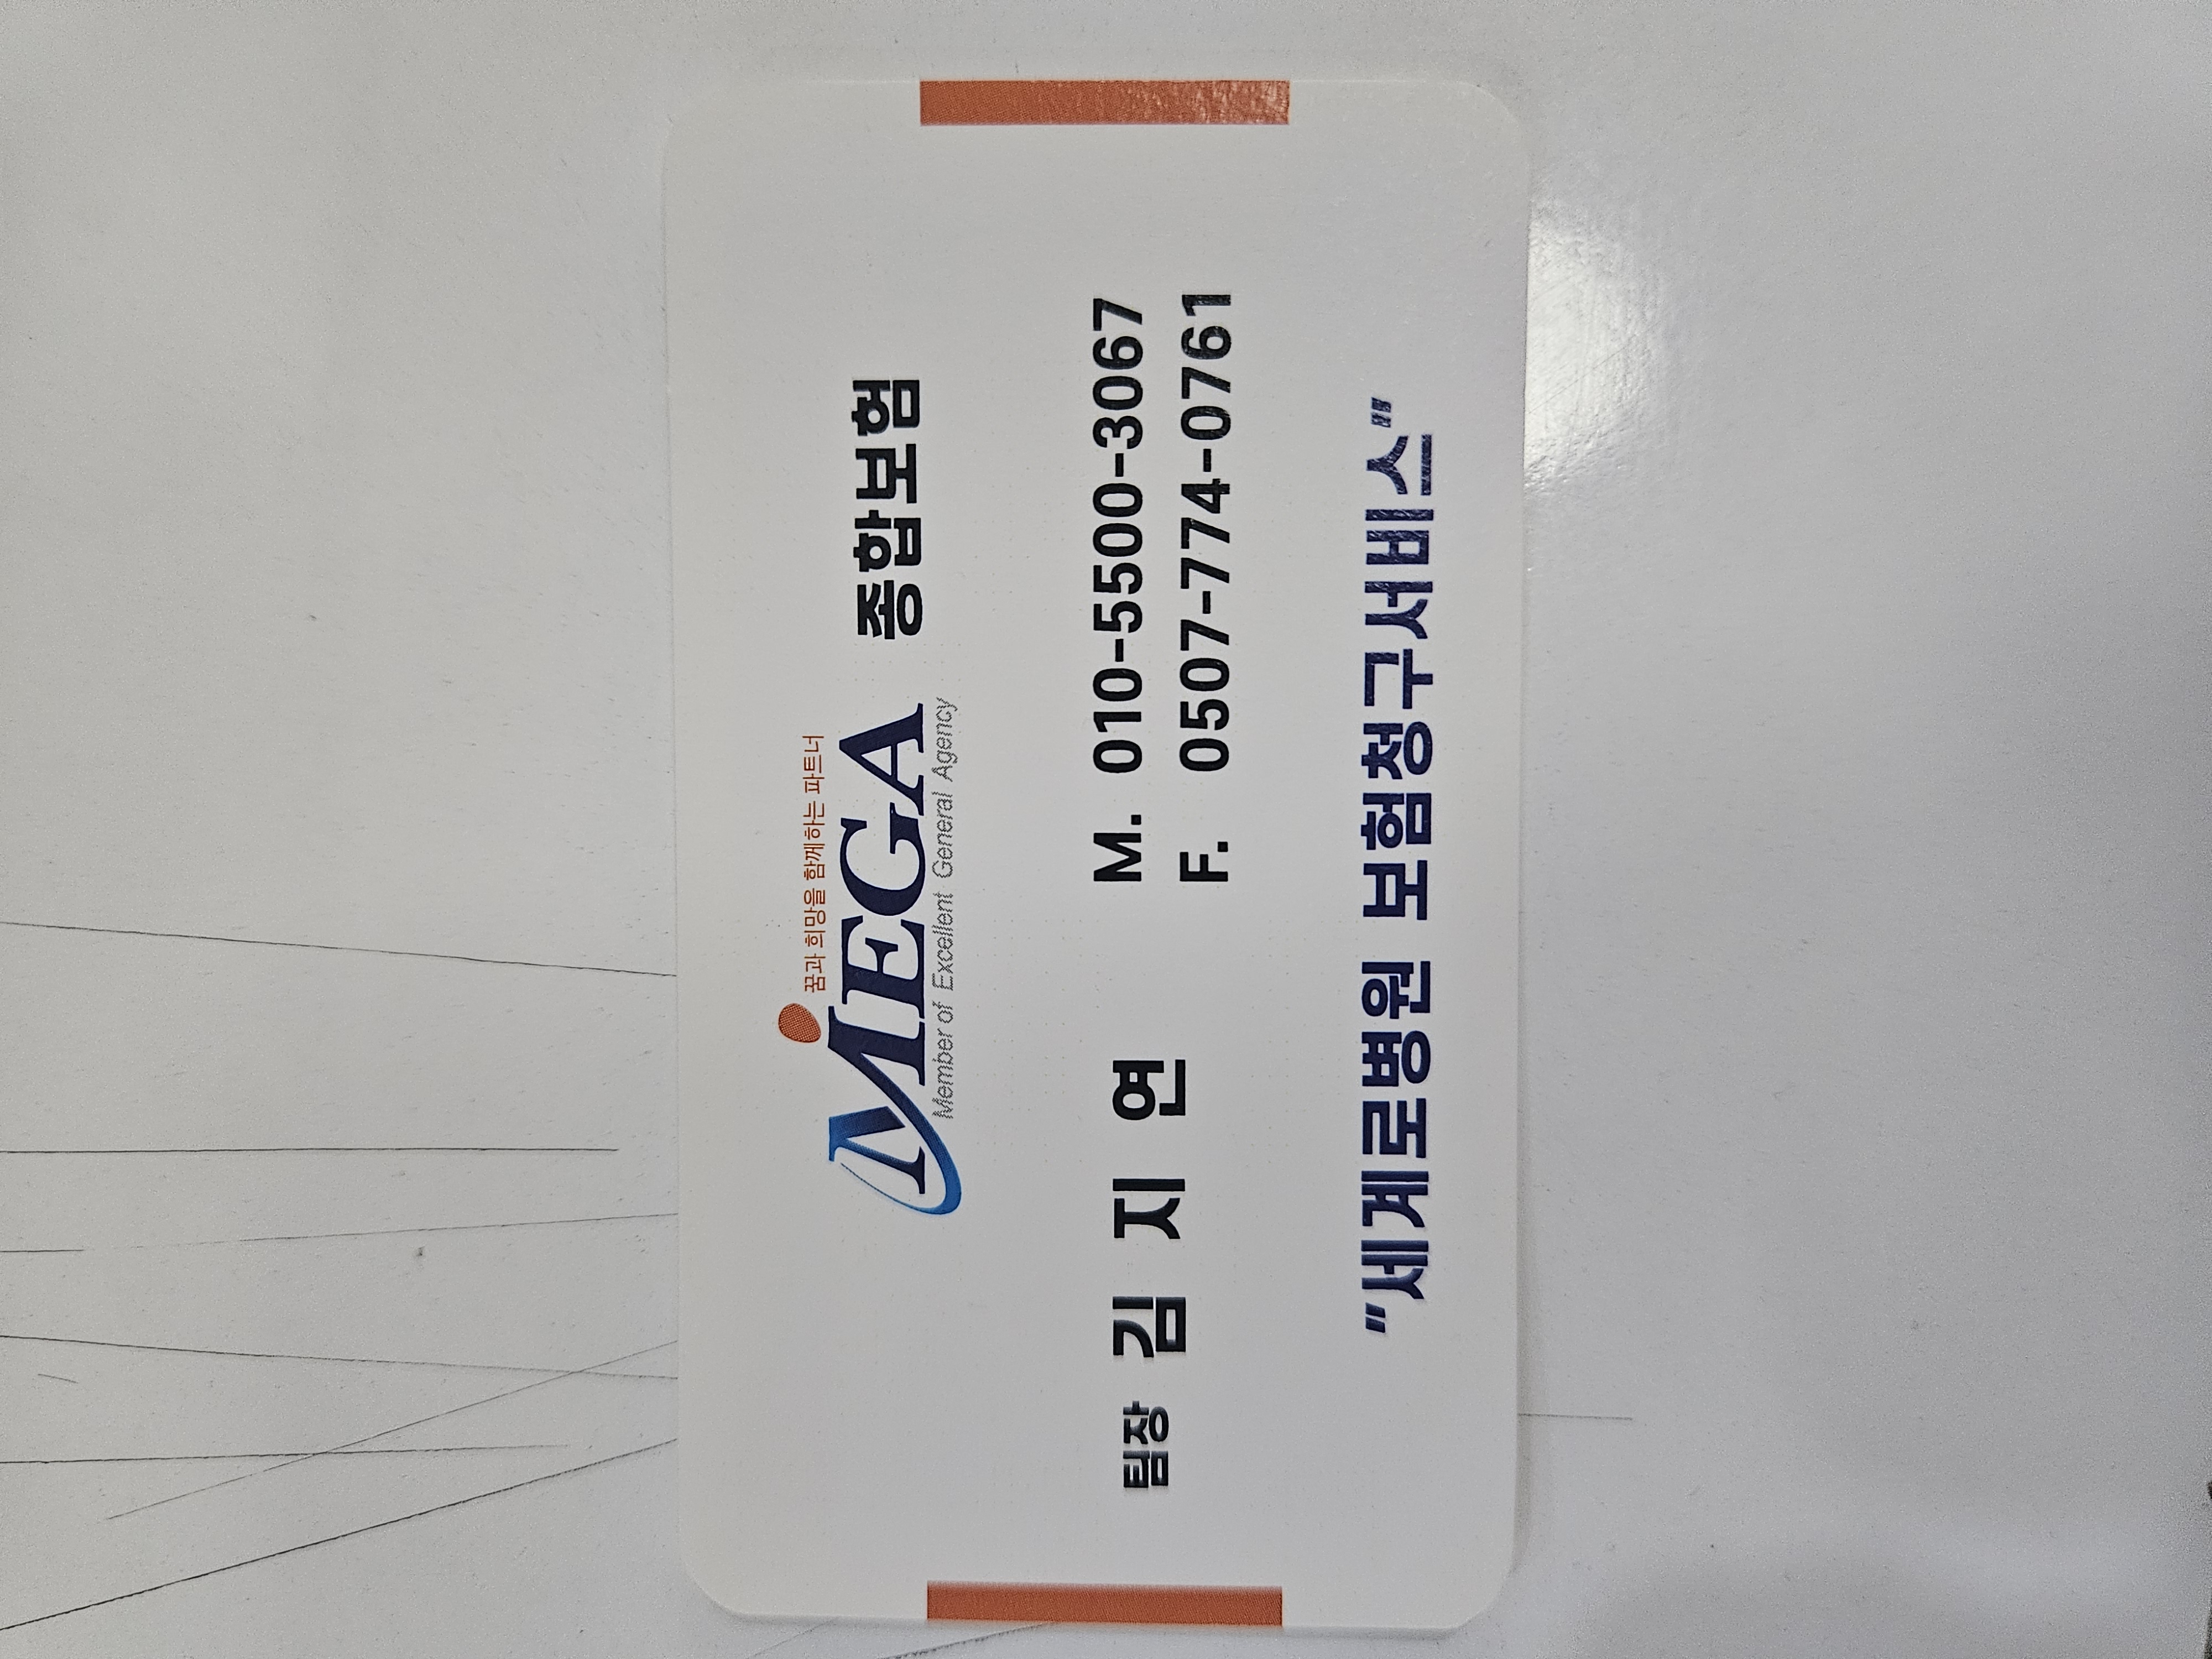 꿈과 희망을 함께하는 파트너
MEGA 종합보험
Member of Excellent General Agency
팀장 김지연
M. 010-5500-3067
F. 0507-774-0761
"세계로병원 보험청구서비스"